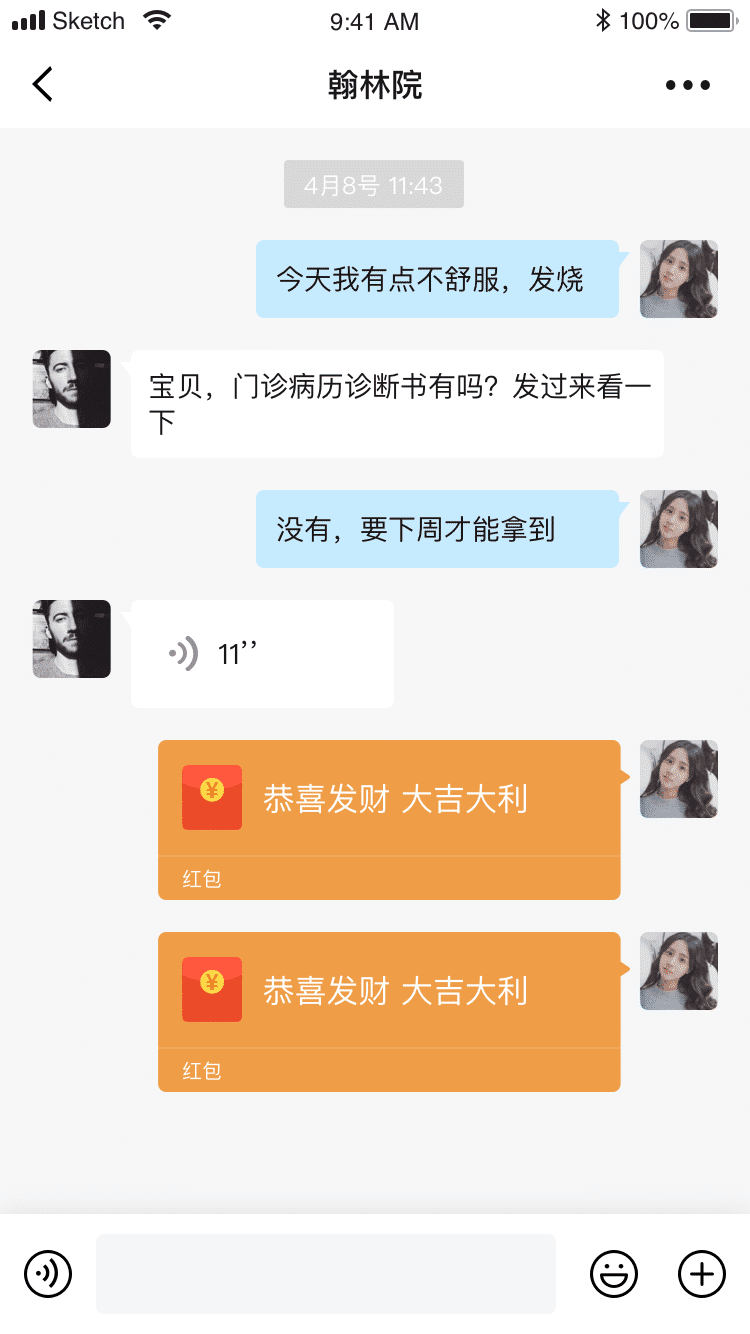 Sketch 9:41 AM 100%
翰林院
4月8号 11:43
今天我有点不舒服，发烧
宝贝，门诊病历诊断书有吗？发过来看一
下
没有，要下周才能拿到
11’’
¥
恭喜发财 大吉大利
红包
¥
恭喜发财 大吉大利
红包